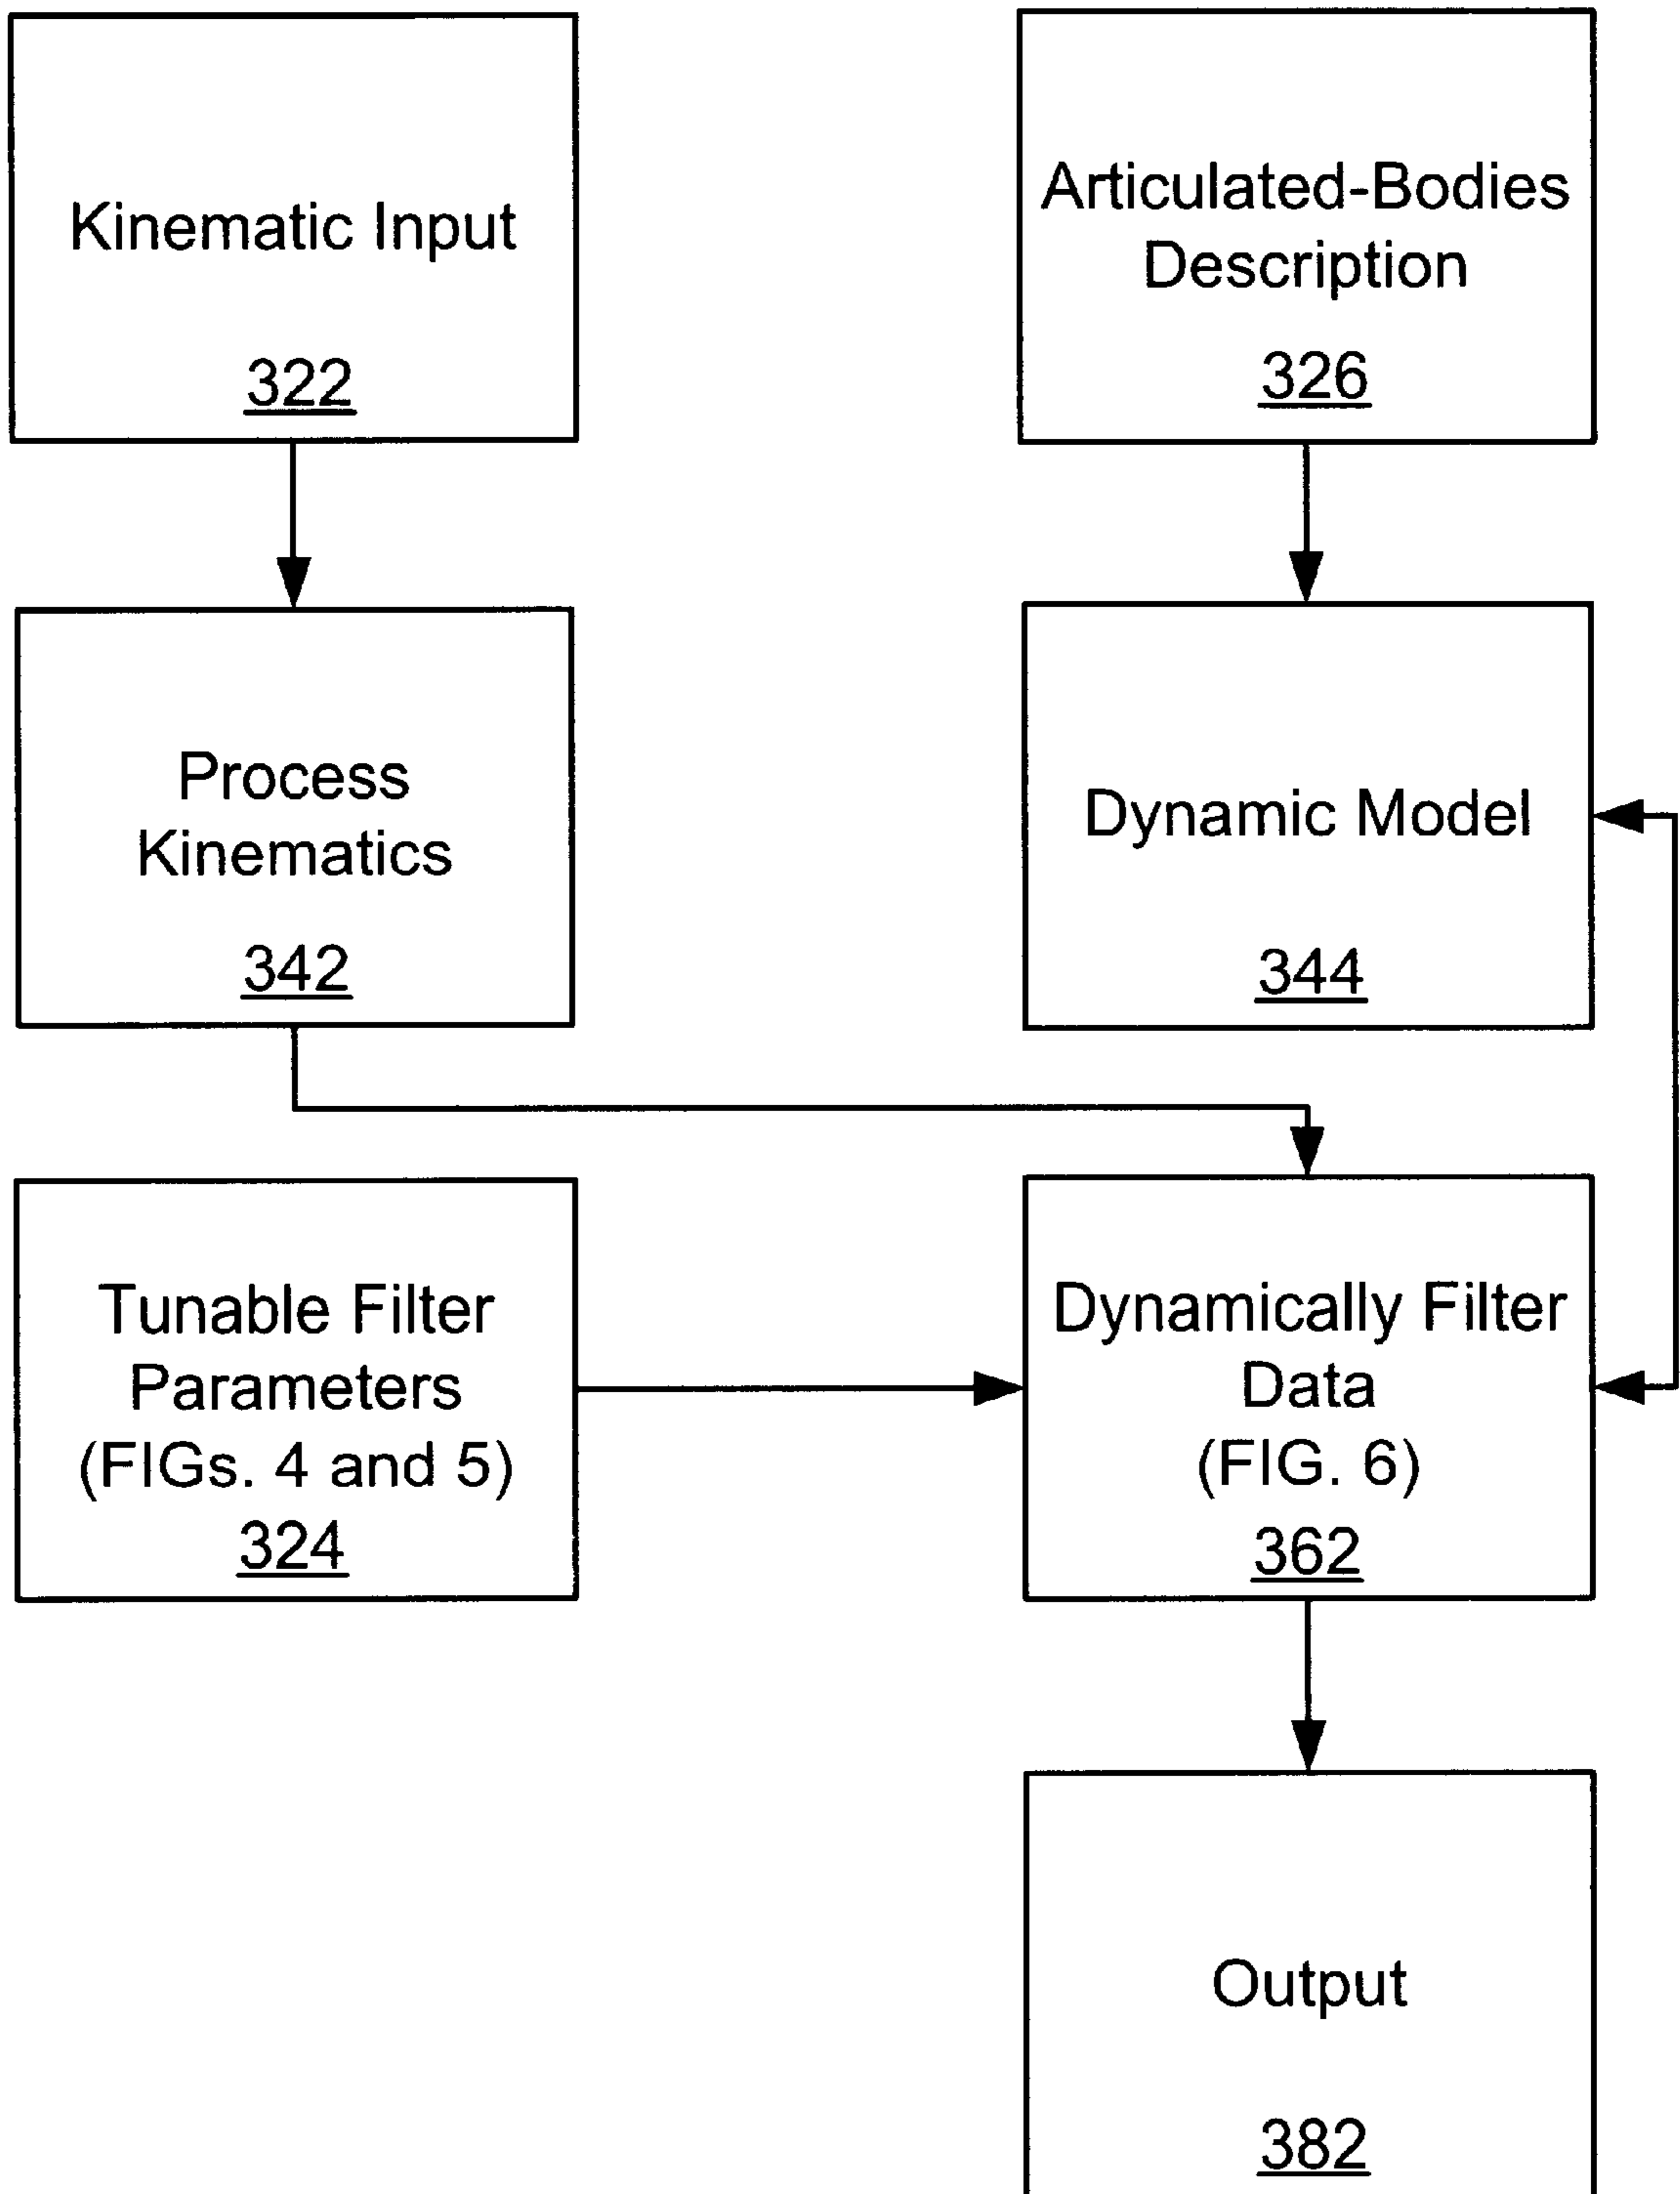 Kinematic Input
322
Articulated-Bodies
Description
326
Process
Kinematics
342
Dynamic Model
344
Tunable Filter
Parameters
(FIGs. 4 and 5)
324
Dynamically Filter
Data
(FIG. 6)
362
Output
382